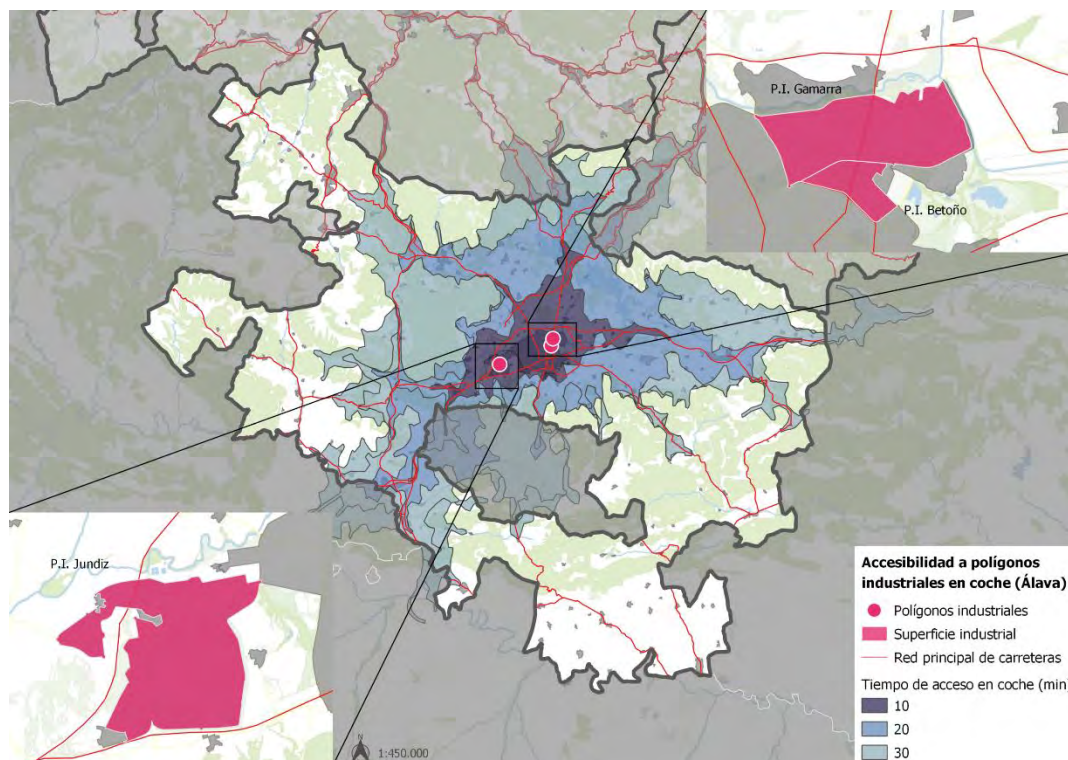 P.I. Gamarra
P.I. Betoño
P.I. Jundiz
N
1:450.000
Accesibilidad a polígonos
industriales en coche (Álava)
Polígonos industriales
Superficie industrial
Red principal de carreteras
Tiempo de acceso en coche (min)
10
20
30